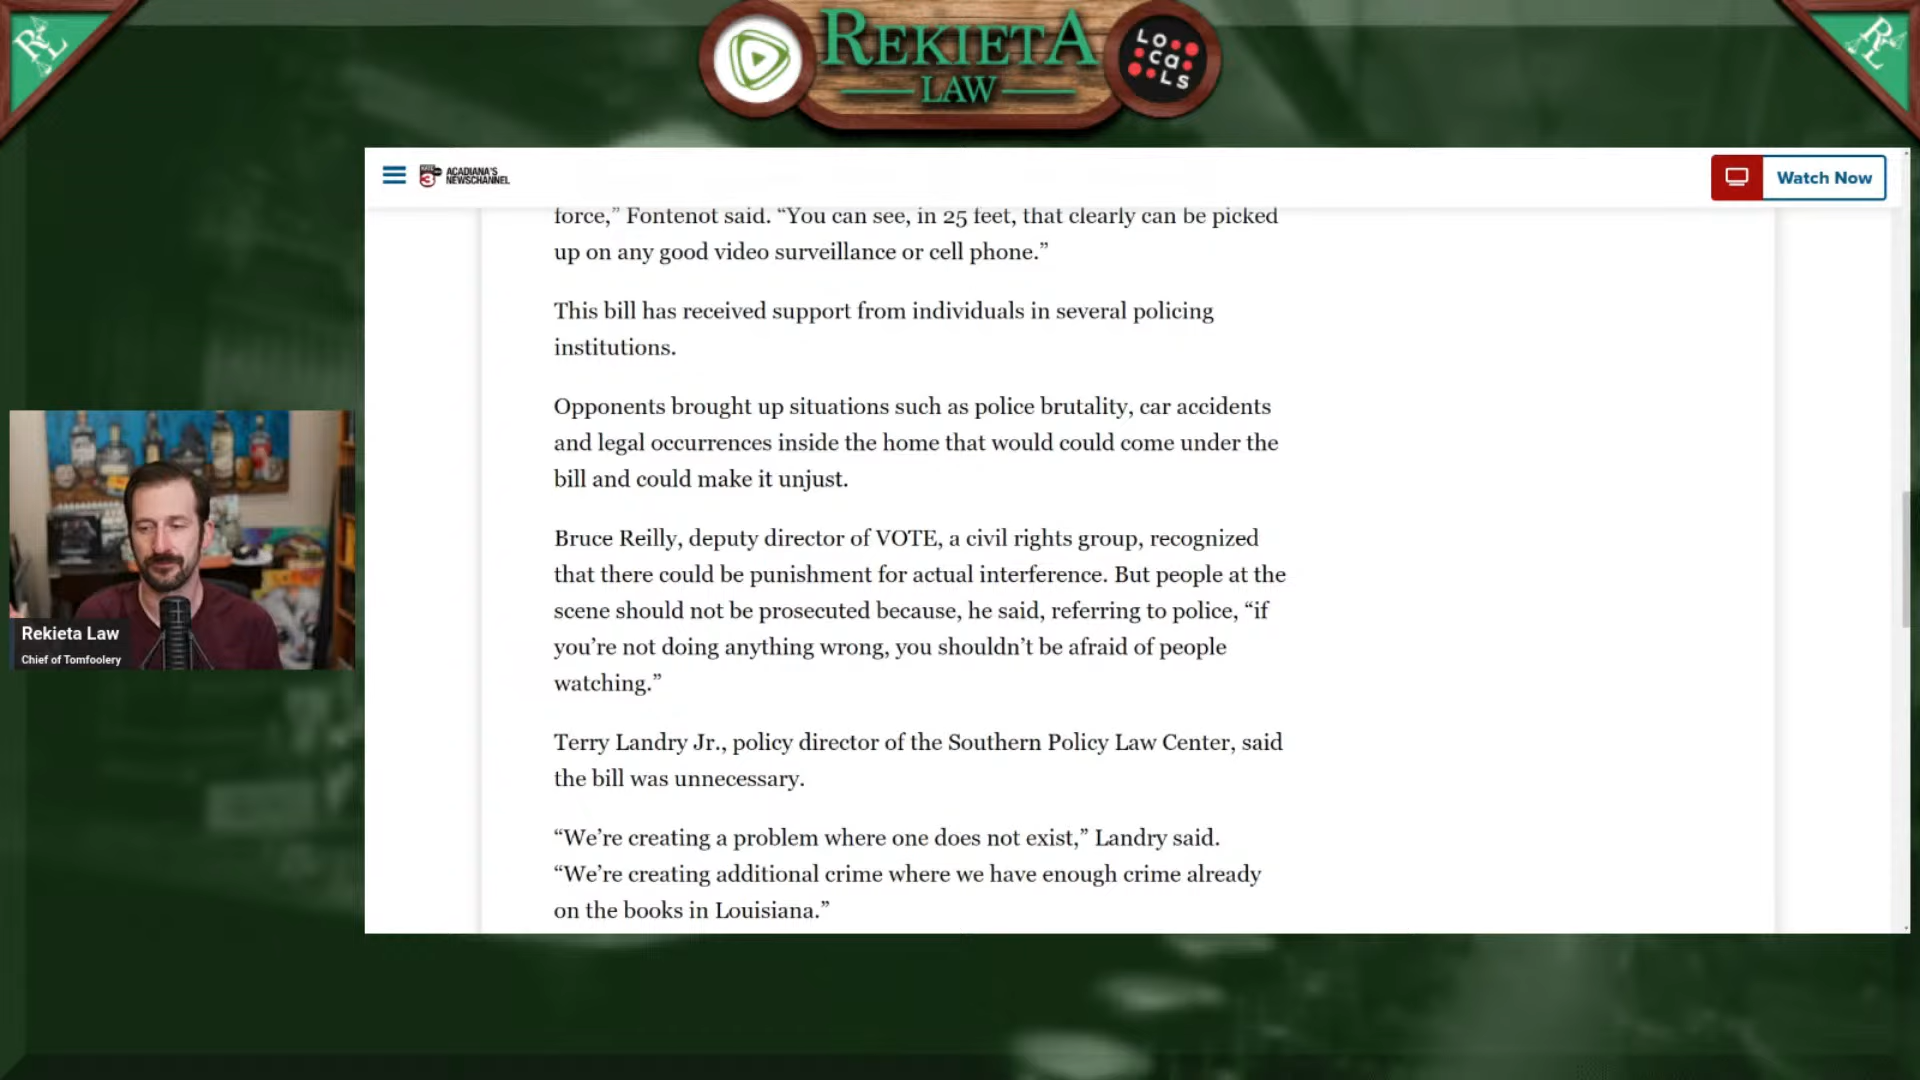 RL
REKIETA
LAW
LOcaLS
RL
3
ACADIANA'S
NEWSCHANNEL
Watch Now
force,” Fontenot said. “You can see, in 25 feet, that clearly can be picked
up on any good video surveillance or cell phone.”
This bill has received support from individuals in several policing
institutions.
Opponents brought up situations such as police brutality, car accidents
and legal occurrences inside the home that would could come under the
bill and could make it unjust.
Bruce Reilly, deputy director of VOTE, a civil rights group, recognized
that there could be punishment for actual interference. But people at the
scene should not be prosecuted because, he said, referring to police, “if
you’re not doing anything wrong, you shouldn’t be afraid of people
watching.”
Terry Landry Jr., policy director of the Southern Policy Law Center, said
the bill was unnecessary.
“We’re creating a problem where one does not exist,” Landry said.
“We’re creating additional crime where we have enough crime already
on the books in Louisiana.”
Rekieta Law
Chief of Tomfoolery